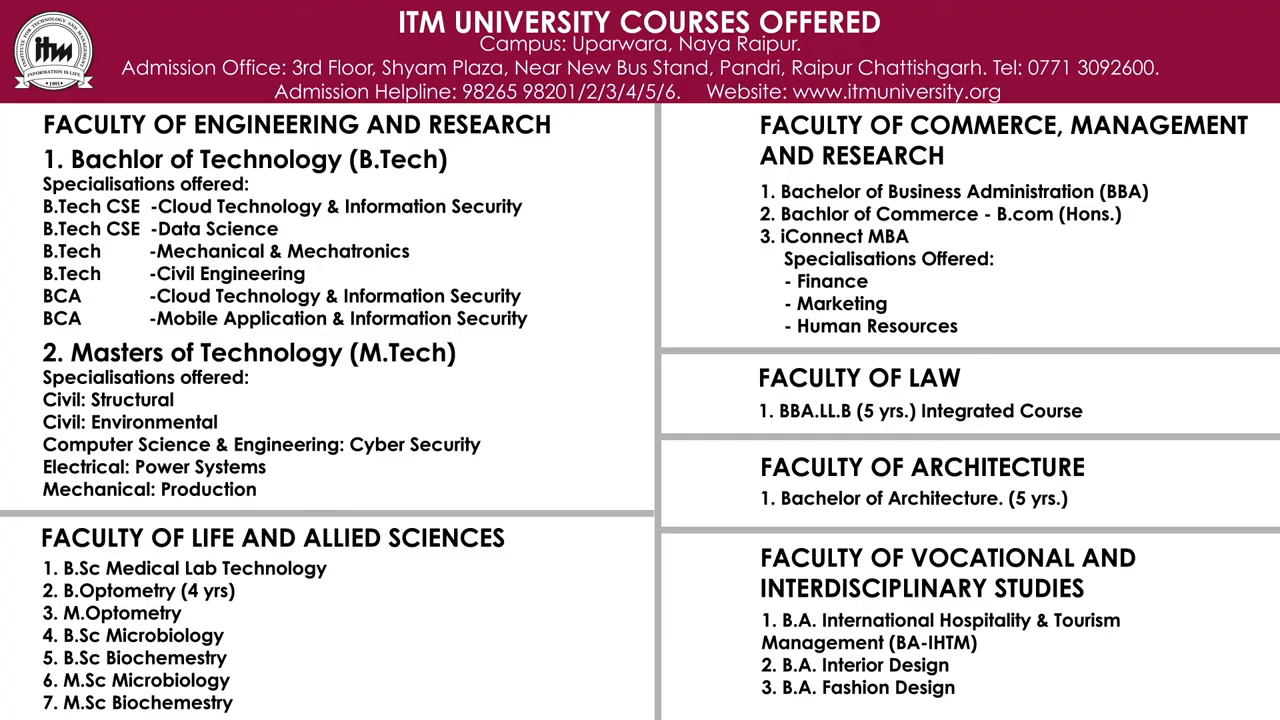 ITM UNIVERSITY COURSES OFFERED
Campus: Uparwara, Naya Raipur.
Admission Office: 3rd Floor, Shyam Plaza, Near New Bus Stand, Pandri, Raipur Chattishgarh. Tel: 0771 3092600.
Admission Helpline: 98265 98201/2/3/4/5/6. Website: www.itmuniversity.org
INSTITUTE FOR TECHNOLOGY AND MANAGEMENT
itm
INFORMATION IS LIFE
• 1991 •
FACULTY OF ENGINEERING AND RESEARCH
1. Bachlor of Technology (B.Tech)
Specialisations offered:
B.Tech CSE -Cloud Technology & Information Security
B.Tech CSE -Data Science
B.Tech -Mechanical & Mechatronics
B.Tech -Civil Engineering
BCA -Cloud Technology & Information Security
BCA -Mobile Application & Information Security
2. Masters of Technology (M.Tech)
Specialisations offered:
Civil: Structural
Civil: Environmental
Computer Science & Engineering: Cyber Security
Electrical: Power Systems
Mechanical: Production
FACULTY OF LIFE AND ALLIED SCIENCES
1. B.Sc Medical Lab Technology
2. B.Optometry (4 yrs)
3. M.Optometry
4. B.Sc Microbiology
5. B.Sc Biochemestry
6. M.Sc Microbiology
7. M.Sc Biochemestry
FACULTY OF COMMERCE, MANAGEMENT
AND RESEARCH
1. Bachelor of Business Administration (BBA)
2. Bachlor of Commerce - B.com (Hons.)
3. iConnect MBA
Specialisations Offered:
- Finance
- Marketing
- Human Resources
FACULTY OF LAW
1. BBA.LL.B (5 yrs.) Integrated Course
FACULTY OF ARCHITECTURE
1. Bachelor of Architecture. (5 yrs.)
FACULTY OF VOCATIONAL AND
INTERDISCIPLINARY STUDIES
1. B.A. International Hospitality & Tourism
Management (BA-IHTM)
2. B.A. Interior Design
3. B.A. Fashion Design